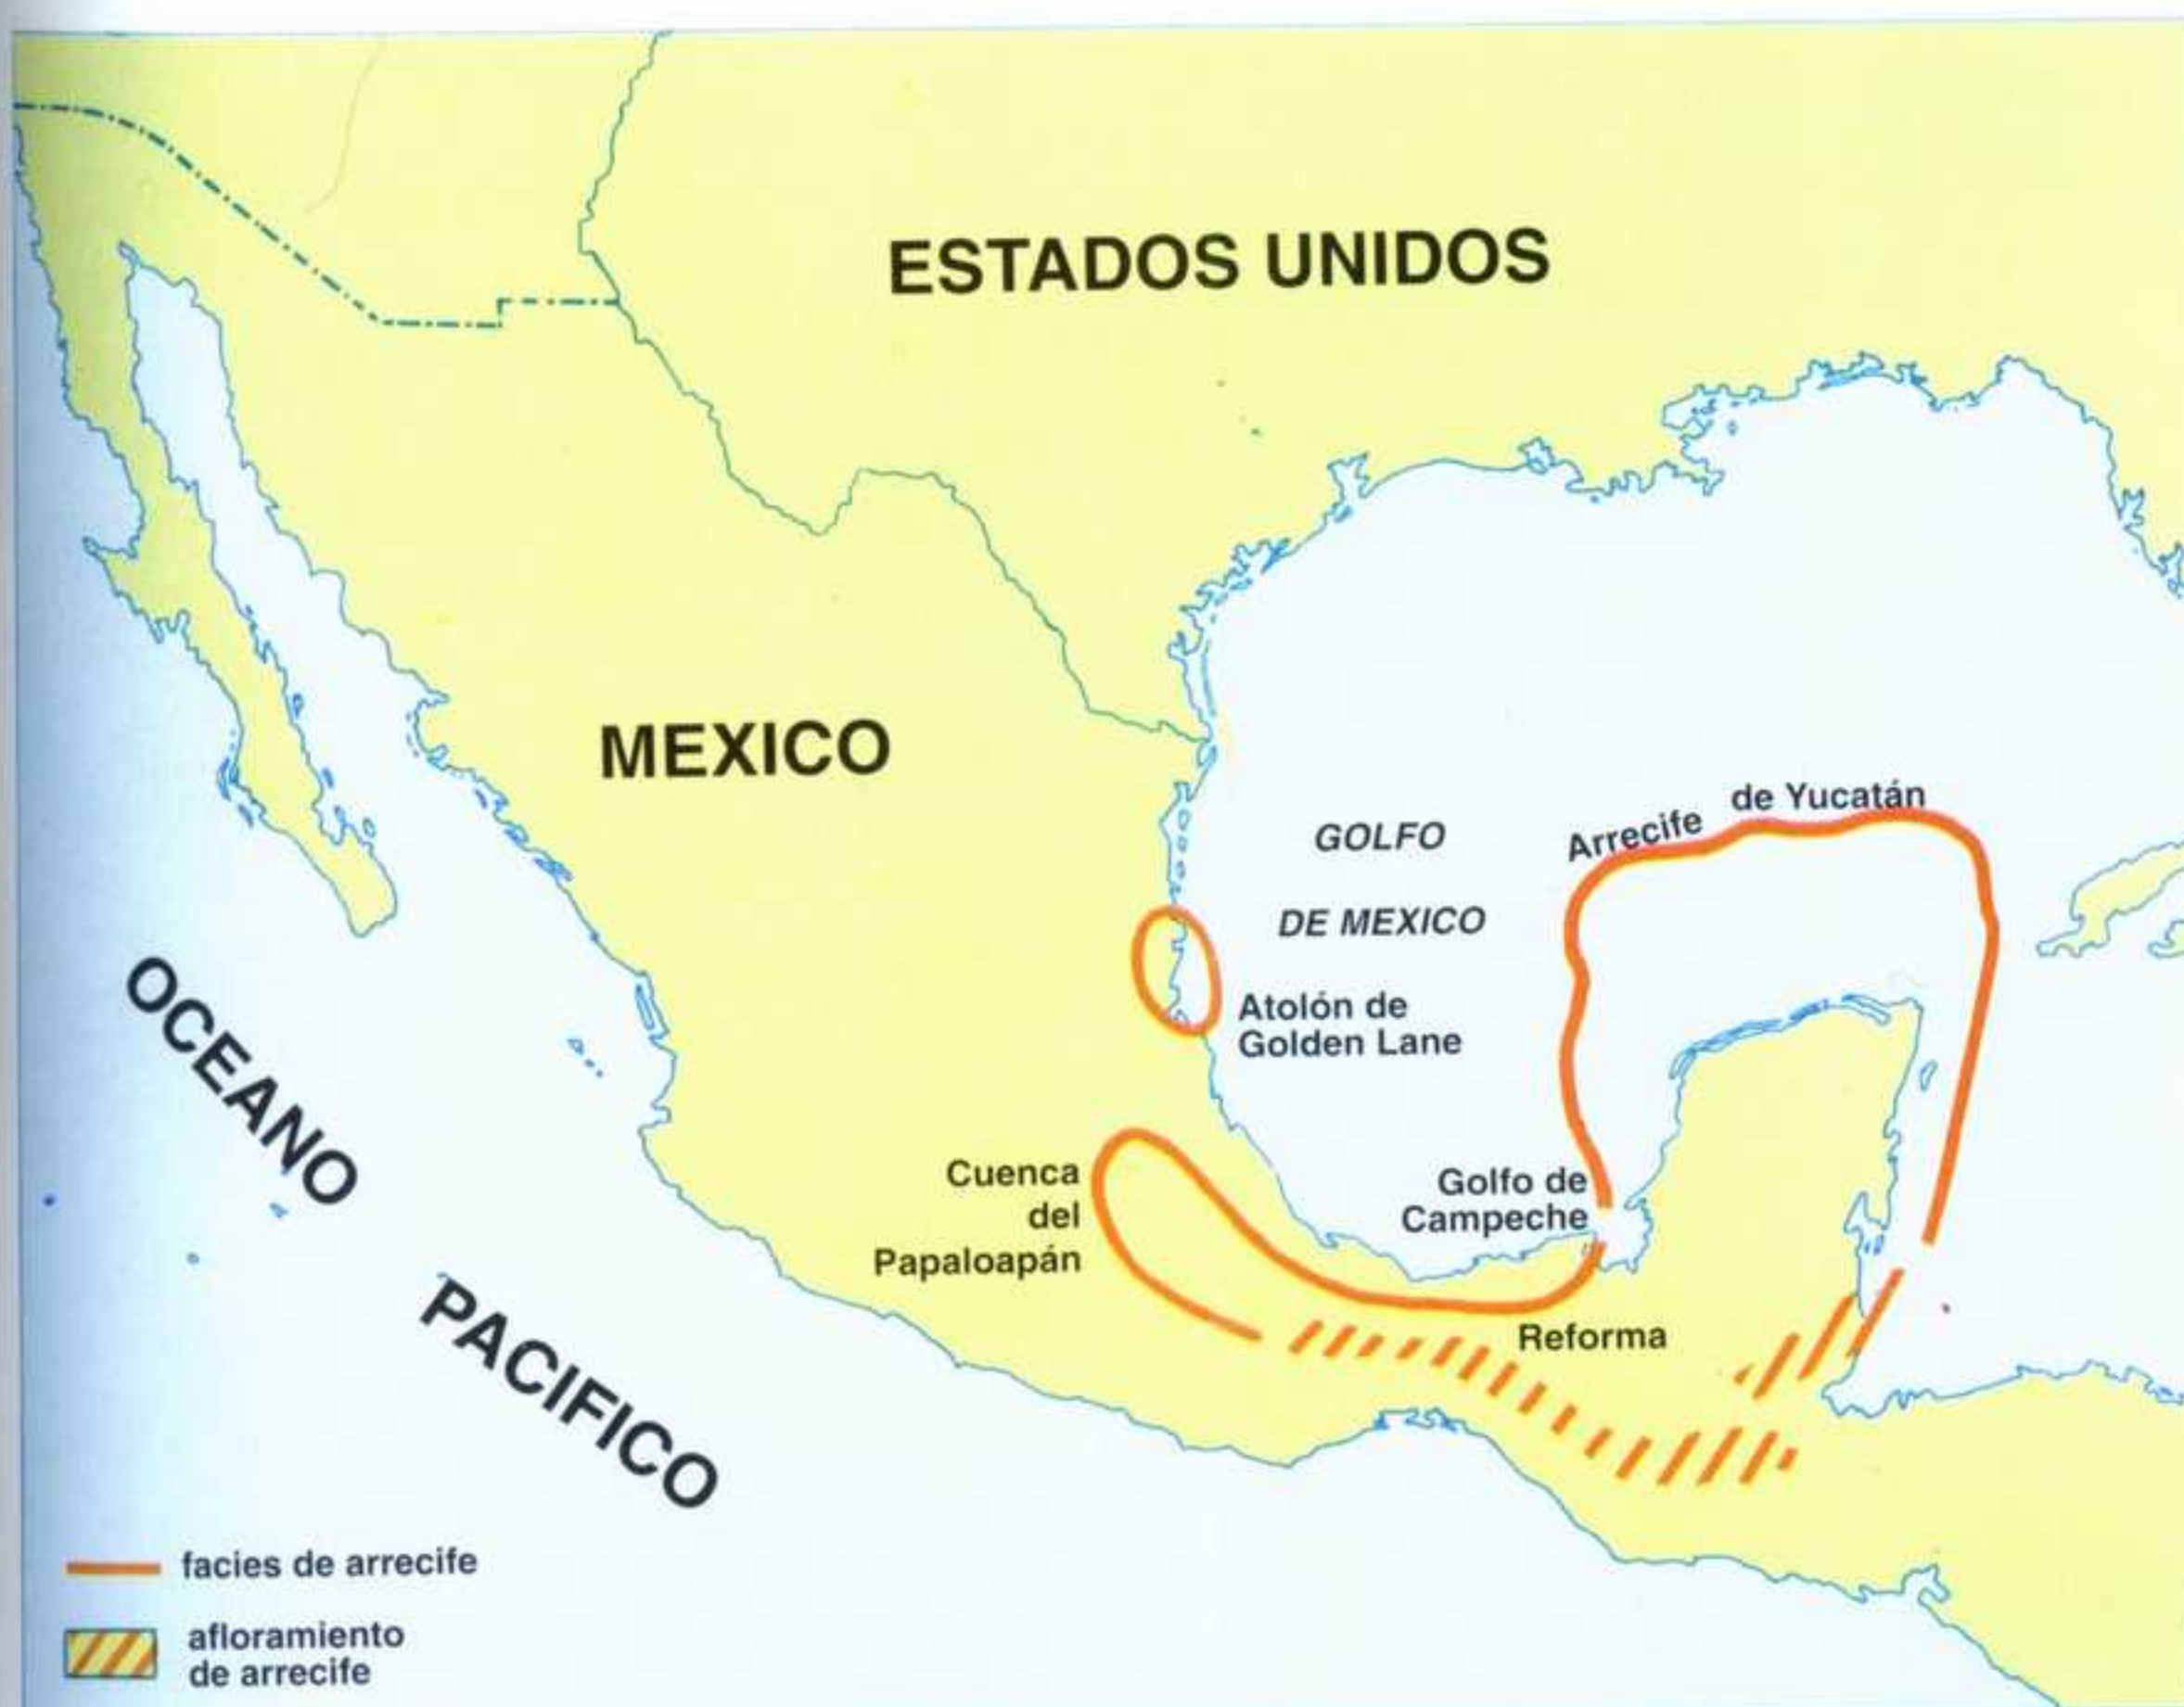 ESTADOS UNIDOS
MEXICO
GOLFO
DE MEXICO
Arrecife de Yucatán
Atolón de
Golden Lane
OCEANO
PACIFICO
Cuenca
del
Papaloapán
Golfo de
Campeche
Reforma
facies de arrecife
afloramiento
de arrecife